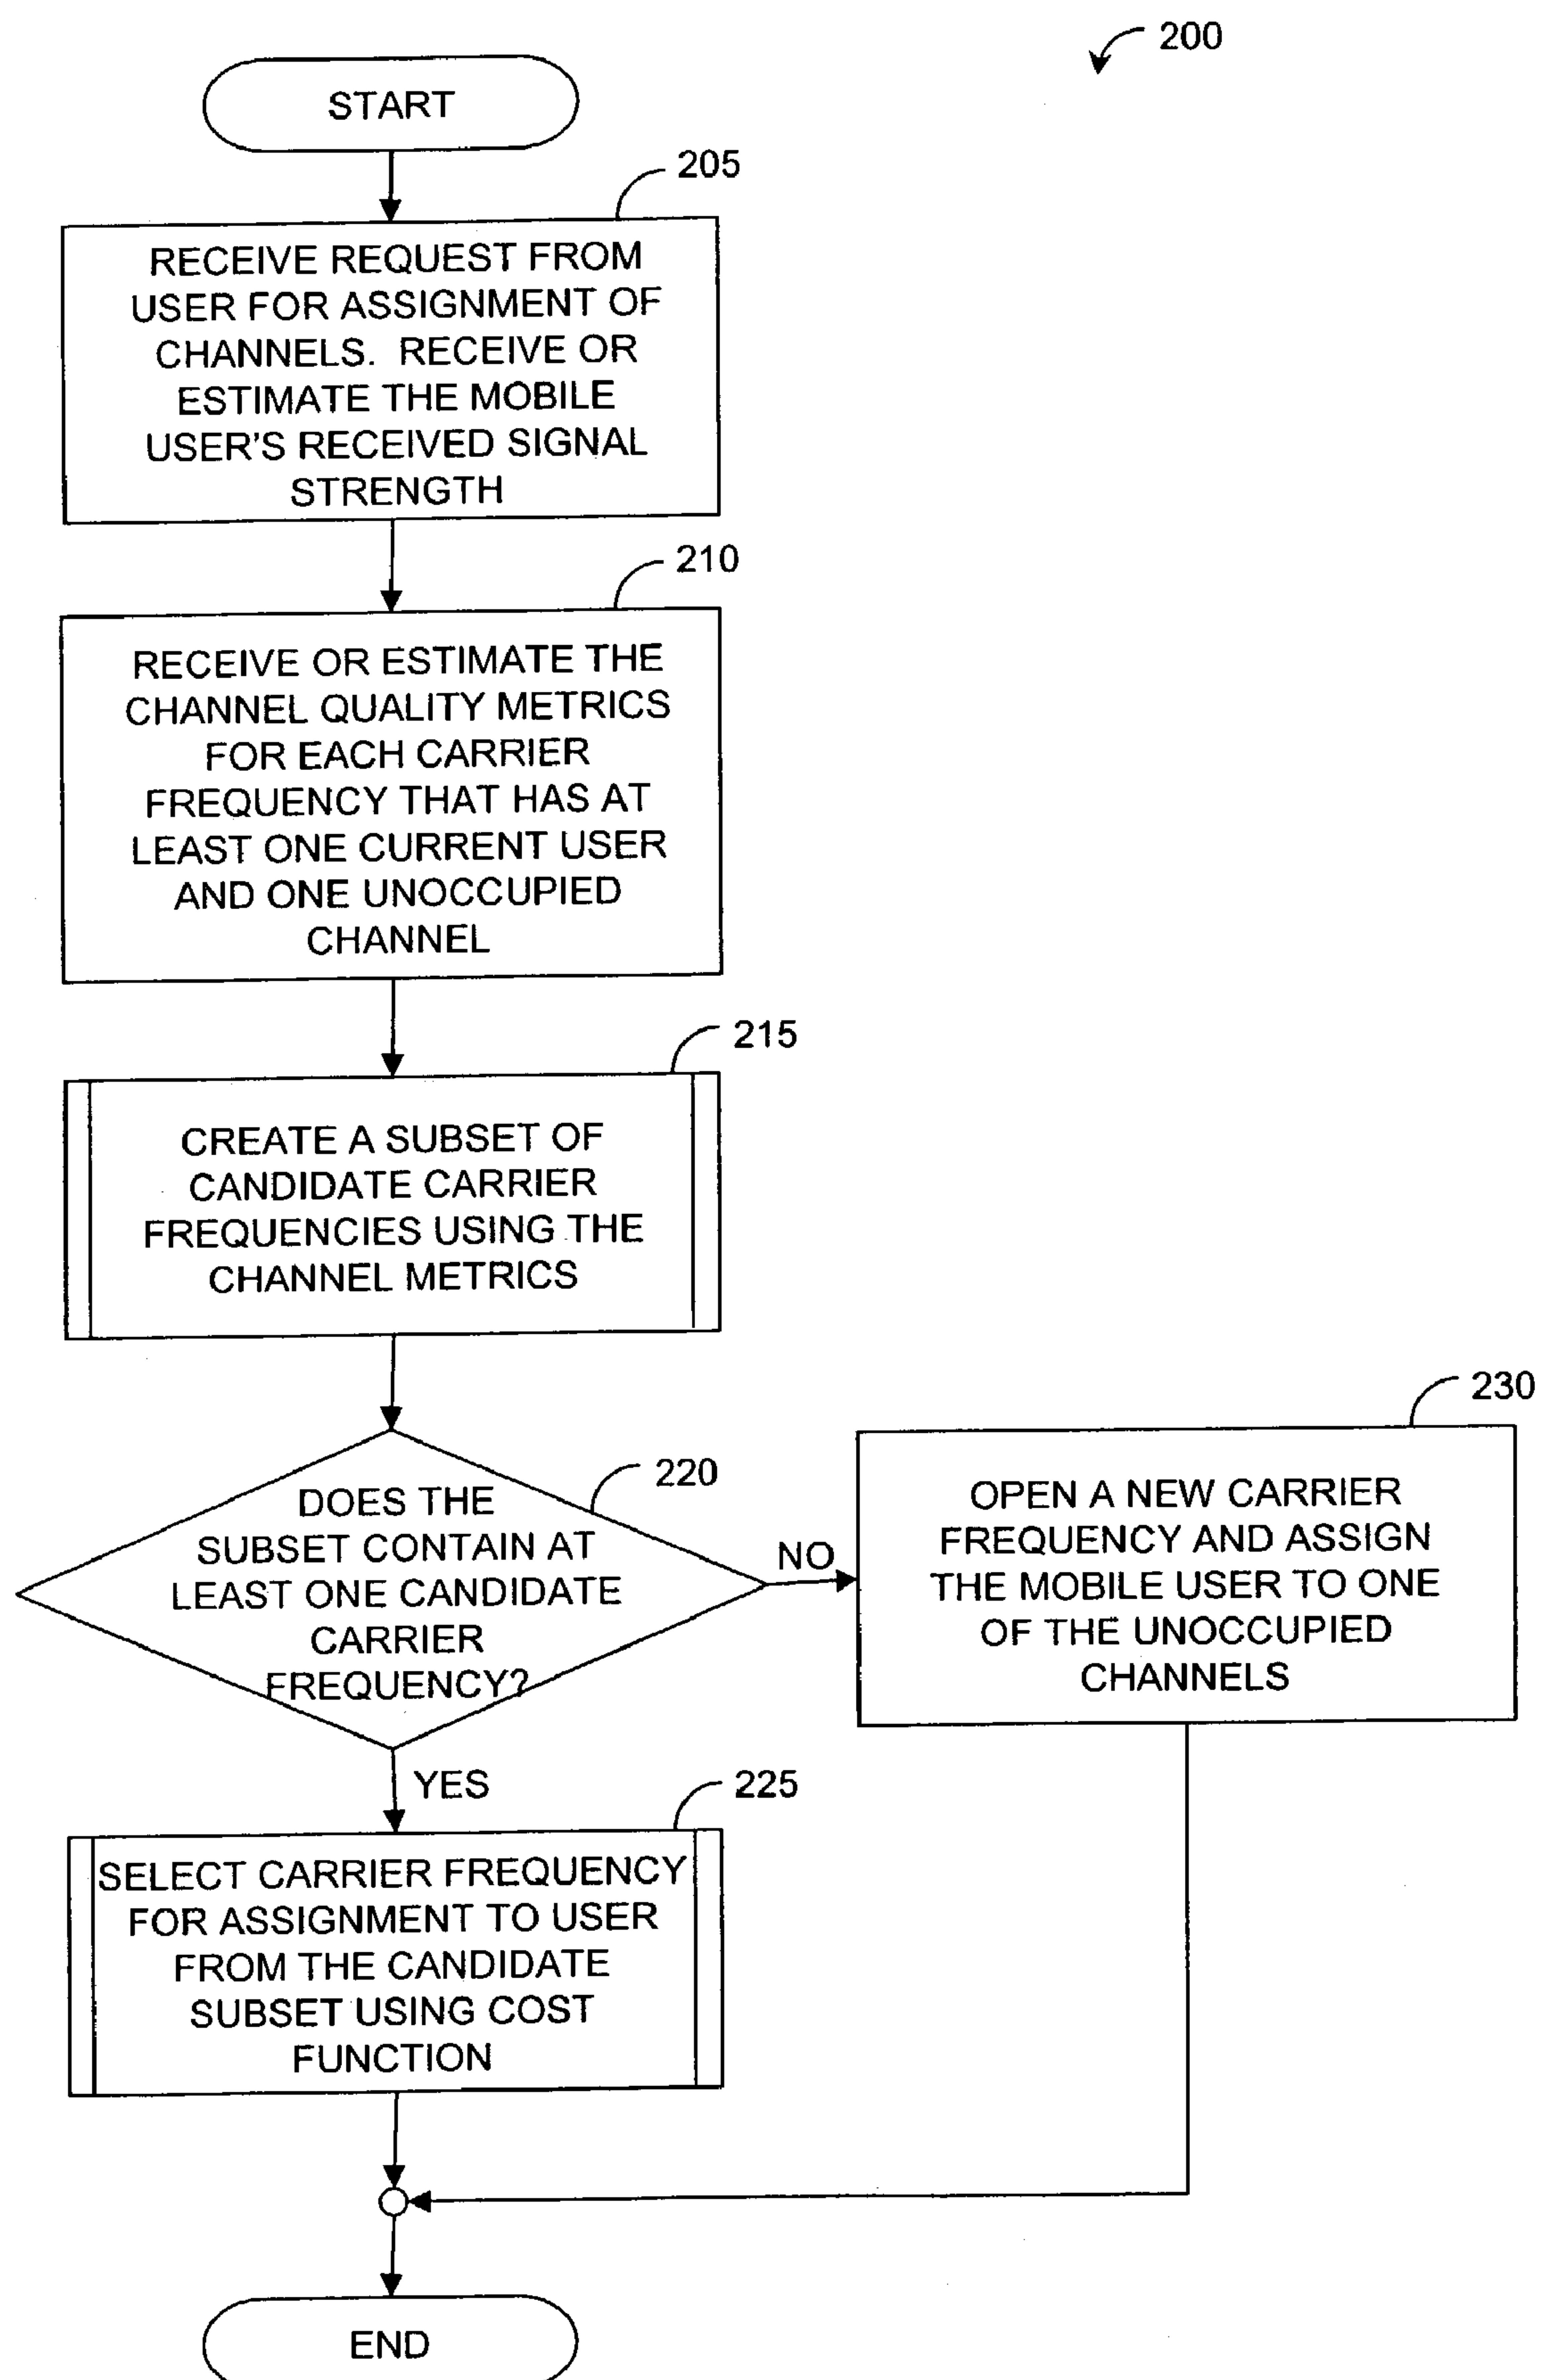 200
START
205
RECEIVE REQUEST FROM
USER FOR ASSIGNMENT OF
CHANNELS. RECEIVE OR
ESTIMATE THE MOBILE
USER'S RECEIVED SIGNAL
STRENGTH
210
RECEIVE OR ESTIMATE THE
CHANNEL QUALITY METRICS
FOR EACH CARRIER
FREQUENCY THAT HAS AT
LEAST ONE CURRENT USER
AND ONE UNOCCUPIED
CHANNEL
215
CREATE A SUBSET OF
CANDIDATE CARRIER
FREQUENCIES USING THE
CHANNEL METRICS
220
DOES THE
SUBSET CONTAIN AT
LEAST ONE CANDIDATE
CARRIER
FREQUENCY?
NO
230
OPEN A NEW CARRIER
FREQUENCY AND ASSIGN
THE MOBILE USER TO ONE
OF THE UNOCCUPIED
CHANNELS
YES
225
SELECT CARRIER FREQUENCY
FOR ASSIGNMENT TO USER
FROM THE CANDIDATE
SUBSET USING COST
FUNCTION
END